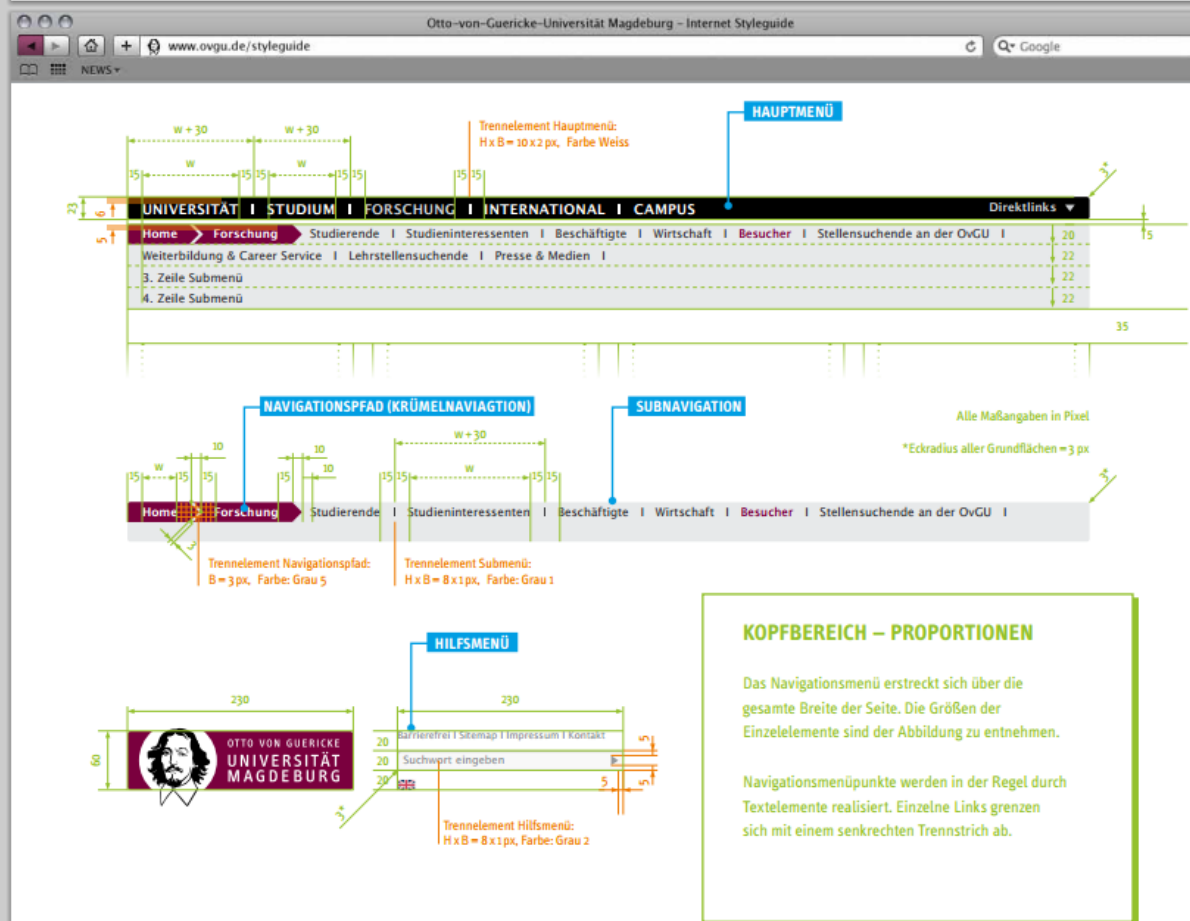 Otto-von-Guericke-Universität Magdeburg – Internet Styleguide
www.ovgu.de/styleguide
Google
NEWS
HAUPTMENÜ
w + 30 w + 30
Trennelement Hauptmenü:
H x B = 10 x 2 px, Farbe Weiss
w w
15 15 15 15 15 15 15
3*
23 6
UNIVERSITÄT I STUDIUM I FORSCHUNG I INTERNATIONAL I CAMPUS Direktlinks
5 Home Forschung Studierende I Studieninteressenten I Beschäftigte I Wirtschaft I Besucher I Stellensuchende an der OvGU I 20 15
Weiterbildung & Career Service I Lehrstellensuchende I Presse & Medien I 22
3. Zeile Submenü 22
4. Zeile Submenü 22
35
NAVIGATIONSPFAD (KRÜMELNAVIAGTION) SUBNAVIGATION
Alle Maßangaben in Pixel
w + 30
10 10
*Eckradius aller Grundflächen = 3 px
w 10 w
15 15 15 15 15 15 15 15
3*
Home Forschung Studierende I Studieninteressenten I Beschäftigte I Wirtschaft I Besucher I Stellensuchende an der OvGU I
3
Trennelement Navigationspfad:
B = 3 px, Farbe: Grau 5
Trennelement Submenü:
H x B = 8 x 1 px, Farbe: Grau 1
HILFSMENÜ
230 230
60
OTTO VON GUERICKE
UNIVERSITÄT
MAGDEBURG
20 Barrierefrei I Sitemap I Impressum I Kontakt 5
20 Suchwort eingeben
20 5 5
3*
Trennelement Hilfsmenü:
H x B = 8 x 1 px, Farbe: Grau 2
KOPFBEREICH – PROPORTIONEN
Das Navigationsmenü erstreckt sich über die
gesamte Breite der Seite. Die Größen der
Einzelelemente sind der Abbildung zu entnehmen.
Navigationsmenüpunkte werden in der Regel durch
Textelemente realisiert. Einzelne Links grenzen
sich mit einem senkrechten Trennstrich ab.